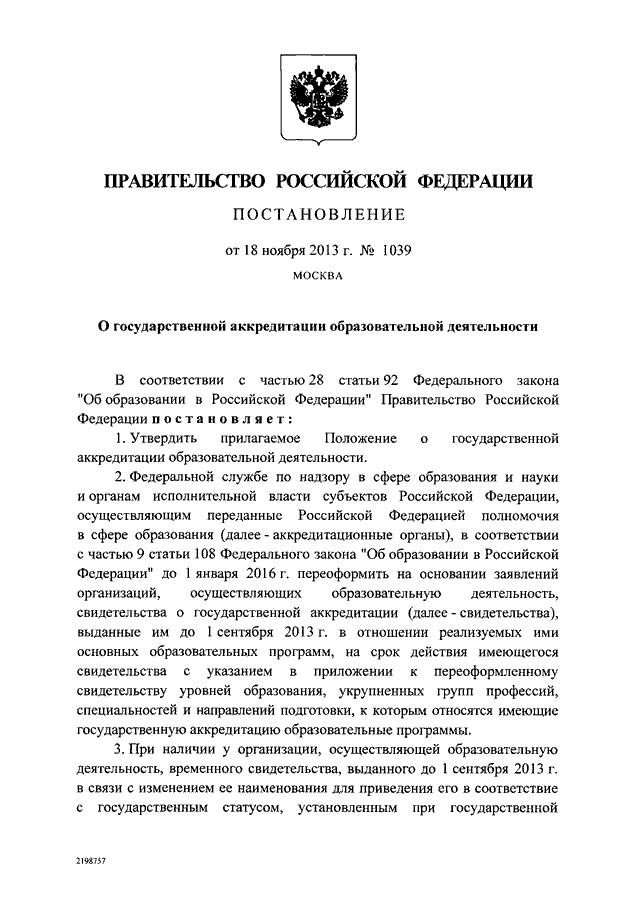 ПРАВИТЕЛЬСТВО РОССИЙСКОЙ ФЕДЕРАЦИИ
ПОСТАНОВЛЕНИЕ
от 18 ноября 2013 г. № 1039
МОСКВА
О государственной аккредитации образовательной деятельности
В соответствии с частью 28 статьи 92 Федерального закона
"Об образовании в Российской Федерации" Правительство Российской
Федерации постановляет:
1. Утвердить прилагаемое Положение о государственной
аккредитации образовательной деятельности.
2. Федеральной службе по надзору в сфере образования и науки
и органам исполнительной власти субъектов Российской Федерации,
осуществляющим переданные Российской Федерацией полномочия
в сфере образования (далее - аккредитационные органы), в соответствии
с частью 9 статьи 108 Федерального закона "Об образовании в Российской
Федерации" до 1 января 2016 г. переоформить на основании заявлений
организаций, осуществляющих образовательную деятельность,
свидетельства о государственной аккредитации (далее - свидетельства),
выданные им до 1 сентября 2013 г. в отношении реализуемых ими
основных образовательных программ, на срок действия имеющегося
свидетельства с указанием в приложении к переоформленному
свидетельству уровней образования, укрупненных групп профессий,
специальностей и направлений подготовки, к которым относятся имеющие
государственную аккредитацию образовательные программы.
3. При наличии у организации, осуществляющей образовательную
деятельность, временного свидетельства, выданного до 1 сентября 2013 г.
в связи с изменением ее наименования для приведения его в соответствие
с государственным статусом, установленным при государственной
2198757